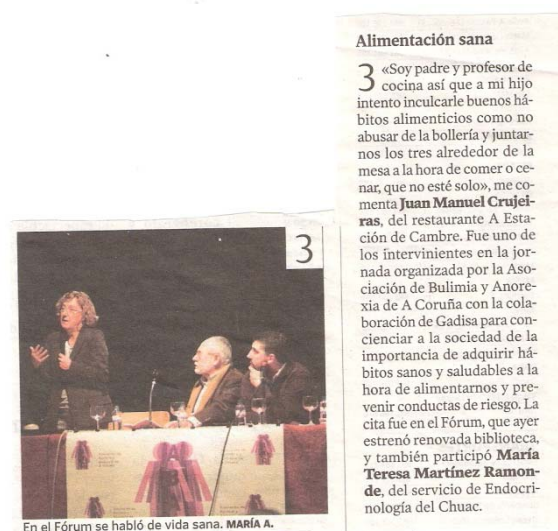 Alimentación sana
3 «Soy padre y profesor de
cocina así que a mi hijo
intento inculcarle buenos há-
bitos alimenticios como no
abusar de la bollería y juntar-
nos los tres alrededor de la
mesa a la hora de comer o ce-
nar, que no esté solo», me co-
menta Juan Manuel Crujei-
ras, del restaurante A Esta-
ción de Cambre. Fue uno de
los intervinientes en la jor-
nada organizada por la Aso-
ciación de Bulimia y Anore-
xia de A Coruña con la cola-
boración de Gadisa para con-
cienciar a la sociedad de la
importancia de adquirir há-
bitos sanos y saludables a la
hora de alimentarnos y pre-
venir conductas de riesgo. La
cita fue en el Fórum, que ayer
estrenó renovada biblioteca,
y también participó María
Teresa Martínez Ramon-
de, del servicio de Endocri-
nología del Chuac.
3
En el Fórum se habló de vida sana. MARÍA A.